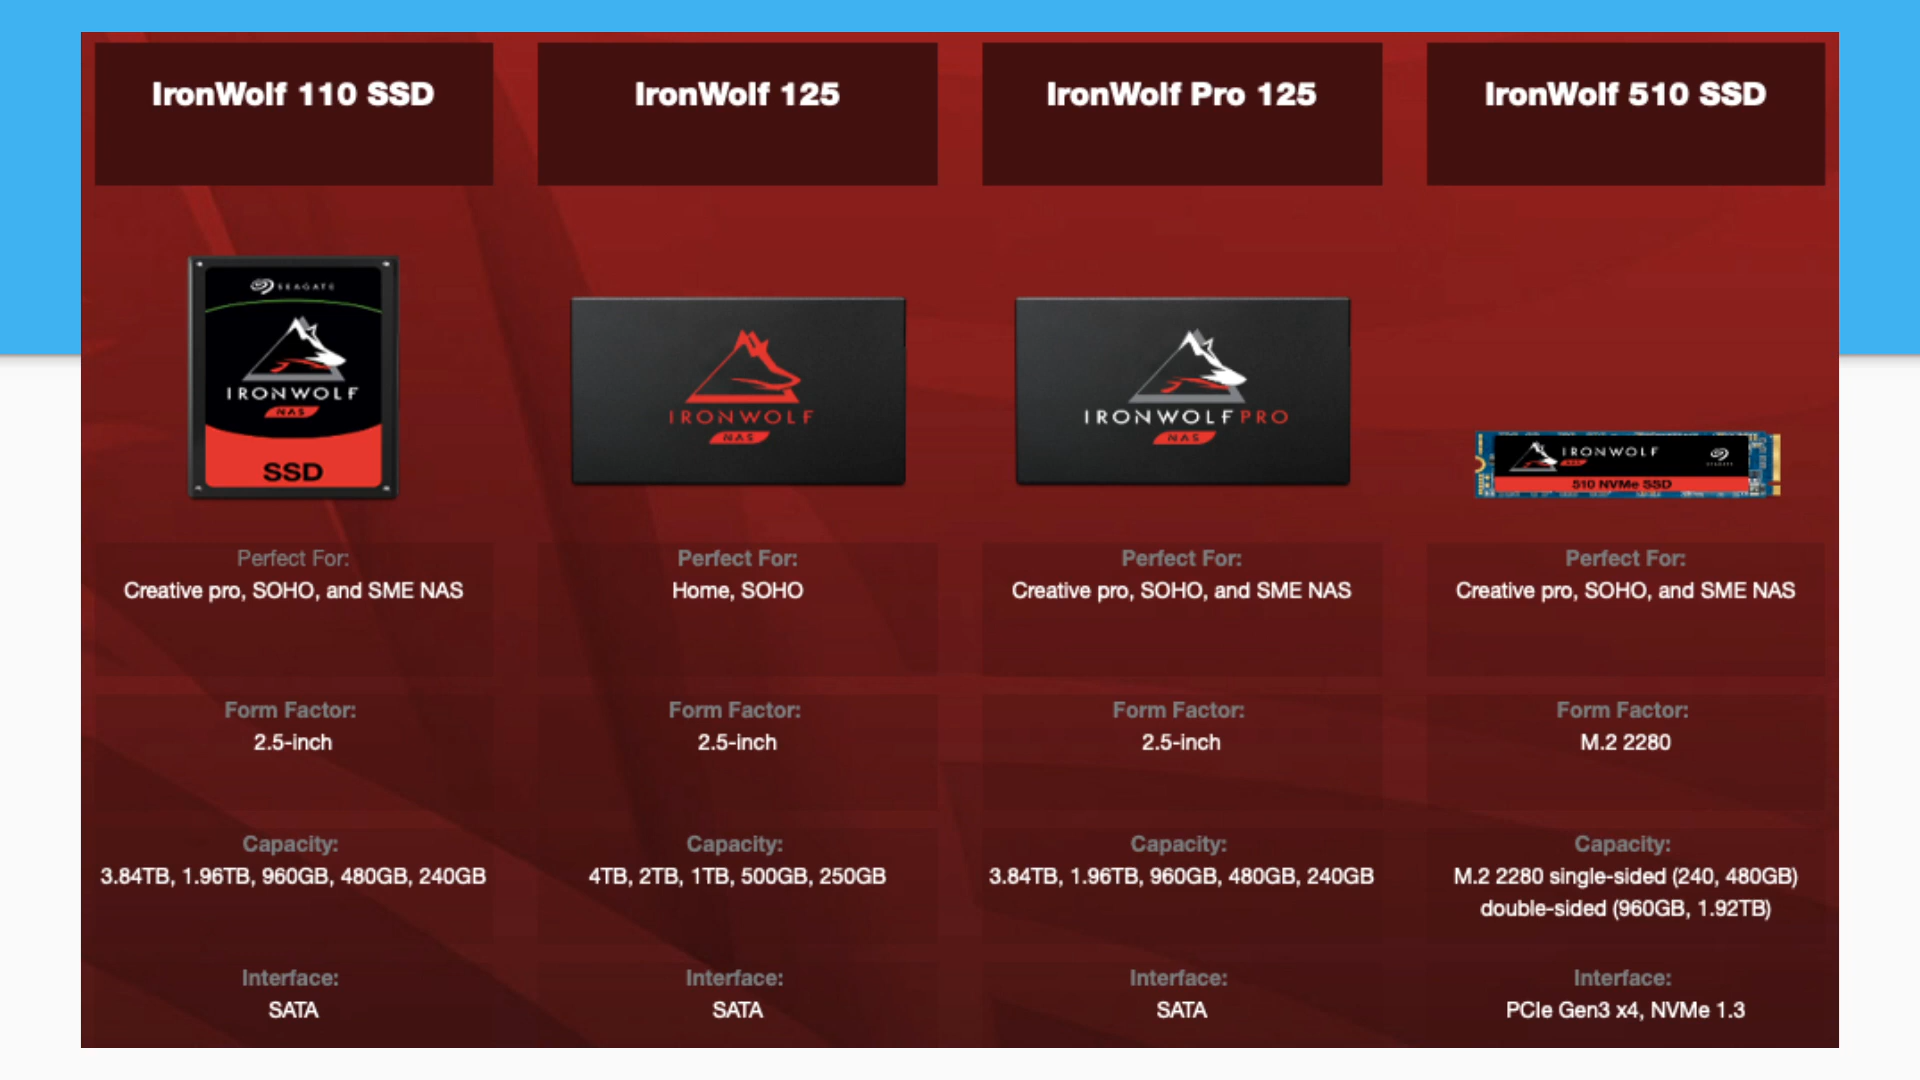 IronWolf 110 SSD
IronWolf 125
IronWolf Pro 125
IronWolf 510 SSD
SEAGATE
IRONWOLF
NAS
SSD
IRONWOLF
NAS
IRONWOLF PRO
NAS
IRONWOLF
NAS
SEAGATE
510 NVMe SSD
Perfect For:
Creative pro, SOHO, and SME NAS
Perfect For:
Home, SOHO
Perfect For:
Creative pro, SOHO, and SME NAS
Perfect For:
Creative pro, SOHO, and SME NAS
Form Factor:
2.5-inch
Form Factor:
2.5-inch
Form Factor:
2.5-inch
Form Factor:
M.2 2280
Capacity:
3.84TB, 1.96TB, 960GB, 480GB, 240GB
Capacity:
4TB, 2TB, 1TB, 500GB, 250GB
Capacity:
3.84TB, 1.96TB, 960GB, 480GB, 240GB
Capacity:
M.2 2280 single-sided (240, 480GB)
double-sided (960GB, 1.92TB)
Interface:
SATA
Interface:
SATA
Interface:
SATA
Interface:
PCIe Gen3 x4, NVMe 1.3